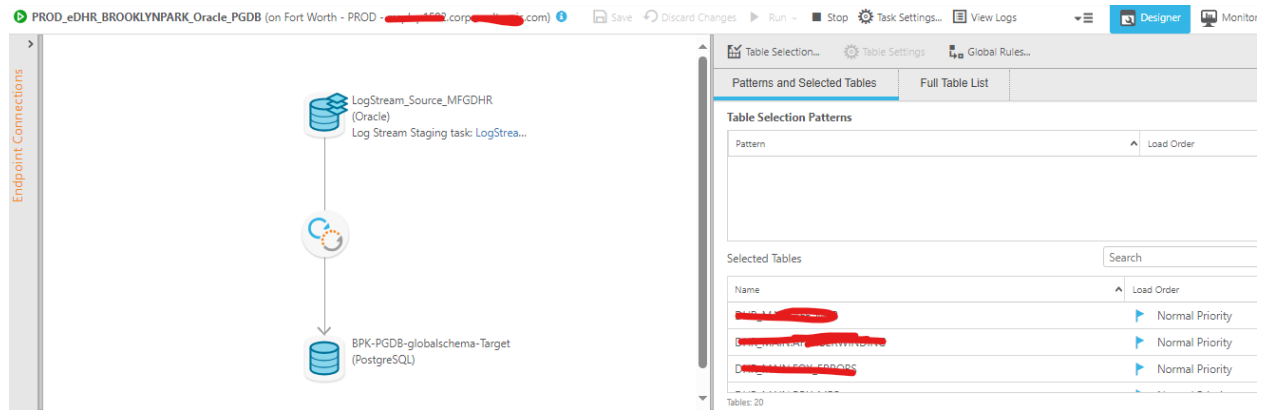 PROD_eDHR_BROOKLYNPARK_Oracle_PGDB (on Fort Worth - PROD - .corp .com)
Save Discard Changes Run Stop Task Settings... View Logs Designer Monitor
Endpoint Connections
LogStream_Source_MFGDHR
(Oracle)
Log Stream Staging task: LogStrea...
BPK-PGDB-globalschema-Target
(PostgreSQL)
Table Selection... Table Settings Global Rules...
Patterns and Selected Tables Full Table List
Table Selection Patterns
Pattern Load Order
Selected Tables Search
Name Load Order
Normal Priority
Normal Priority
Normal Priority
Tables: 20